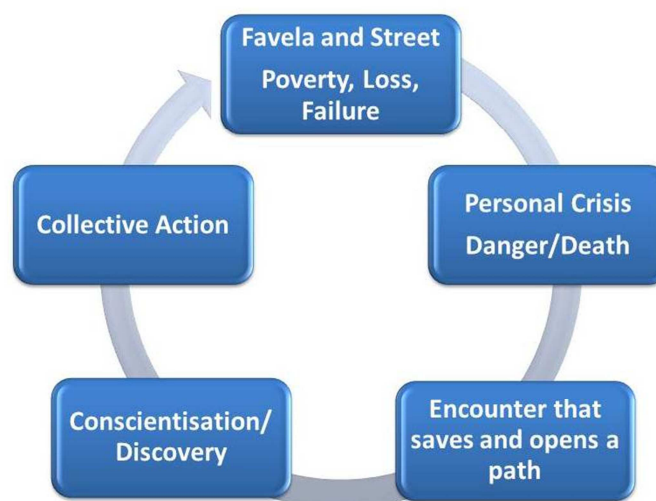 Favela and Street
Poverty, Loss,
Failure
Personal Crisis
Danger/Death
Encounter that
saves and opens a
path
Conscientisation/
Discovery
Collective Action